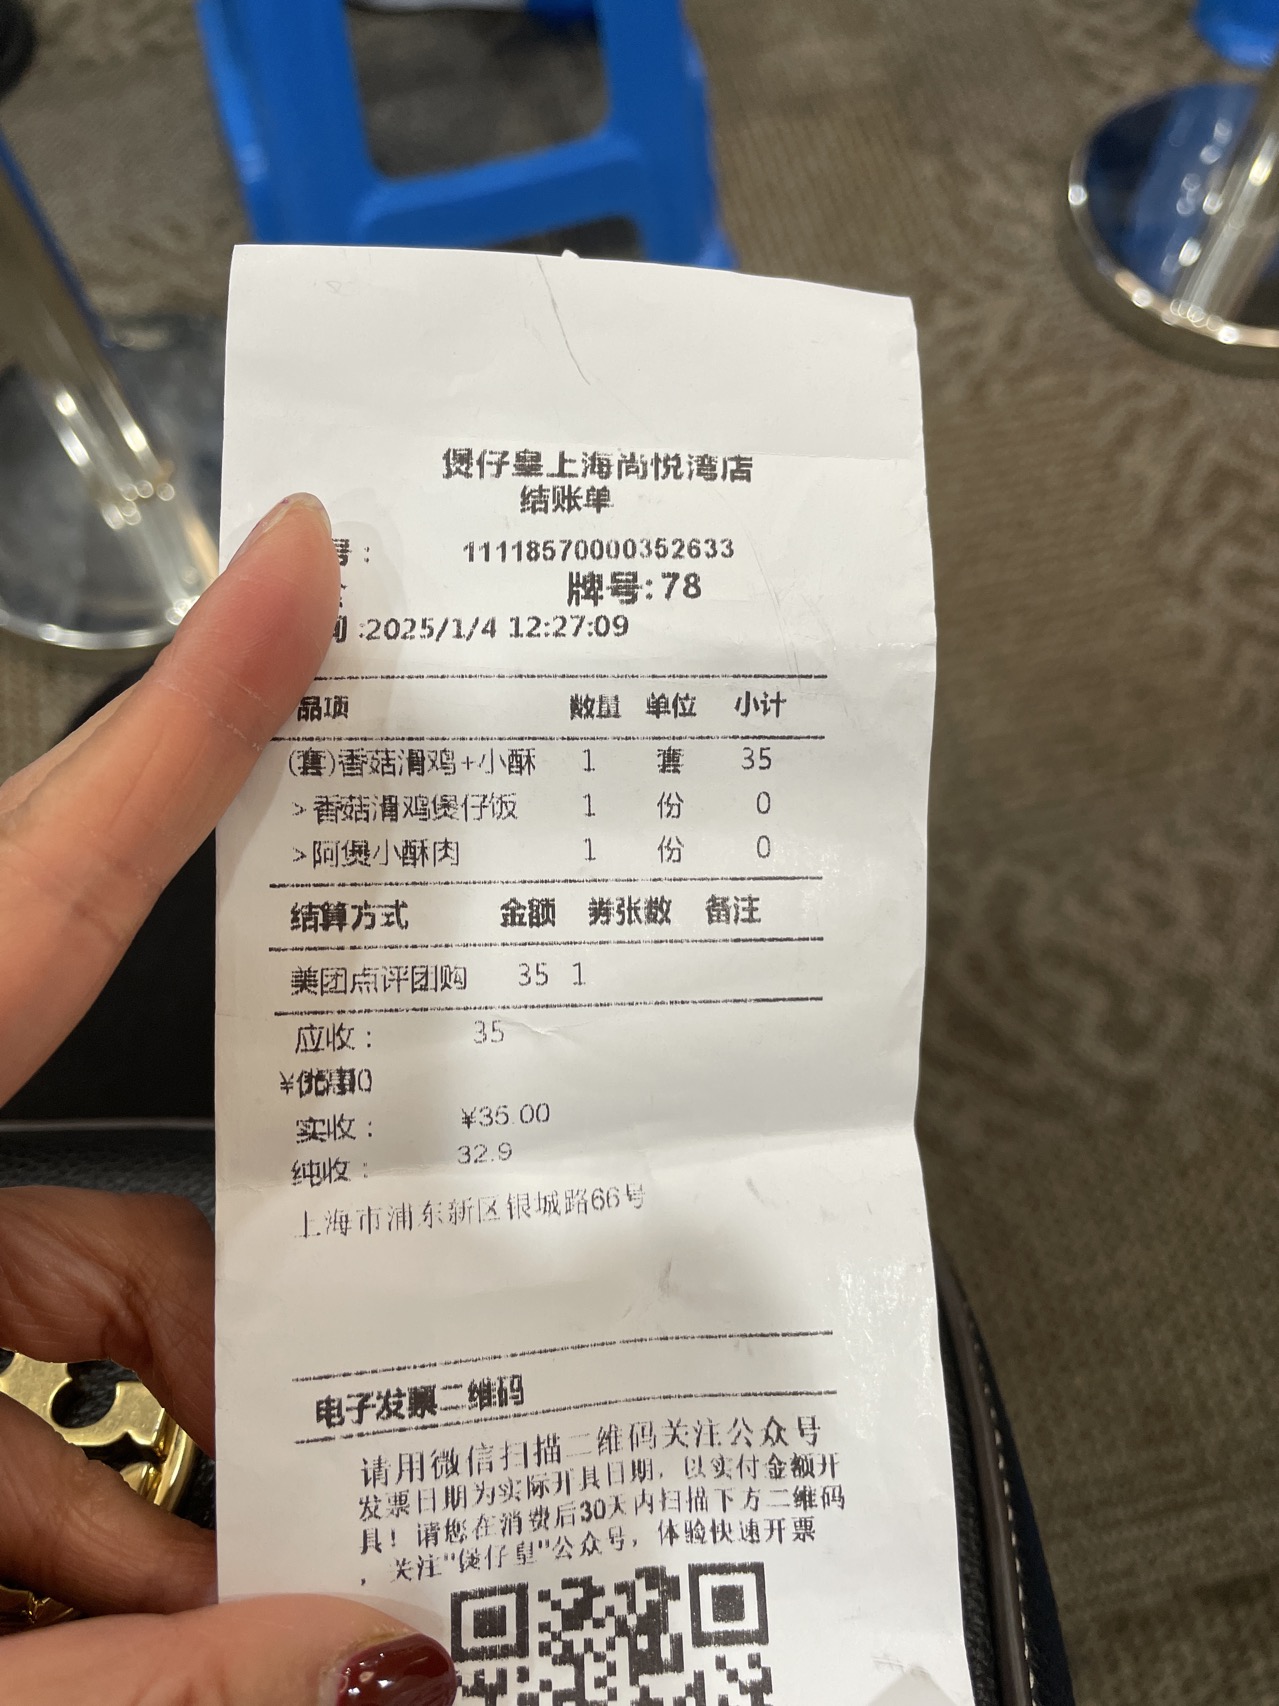 煲仔皇上海尚悦湾店
结账单
号： 11118570000352633
牌号:78
间:2025/1/4 12:27:09
品项 数量 单位 小计
(套)香菇滑鸡+小酥 1 套 35
>香菇滑鸡煲仔饭 1 份 0
>阿煲小酥肉 1 份 0
结算方式 金额 券张数 备注
美团点评团购 35 1
应收： 35
实收： ¥35.00
纯收： 32.9
上海市浦东新区银城路66号
电子发票二维码
请用微信扫描二维码关注公众号
发票日期为实际开具日期，以实付金额开
具！请您在消费后30天内扫描下方二维码
，关注"煲仔皇"公众号，体验快速开票